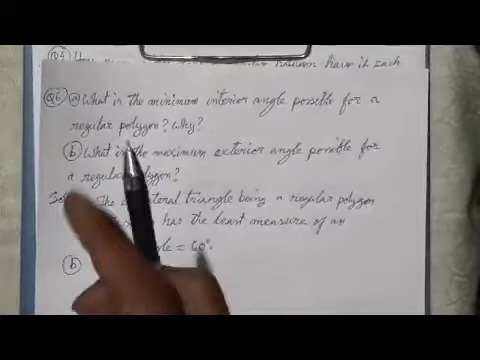 Q5
Q6 a What is the minimum interior angle possible for a
regular polygon? Why?
b What is the maximum exterior angle possible for
a regular polygon?
Sol The equilateral triangle being a regular polygon
has the least measure of an
= 60°.
b